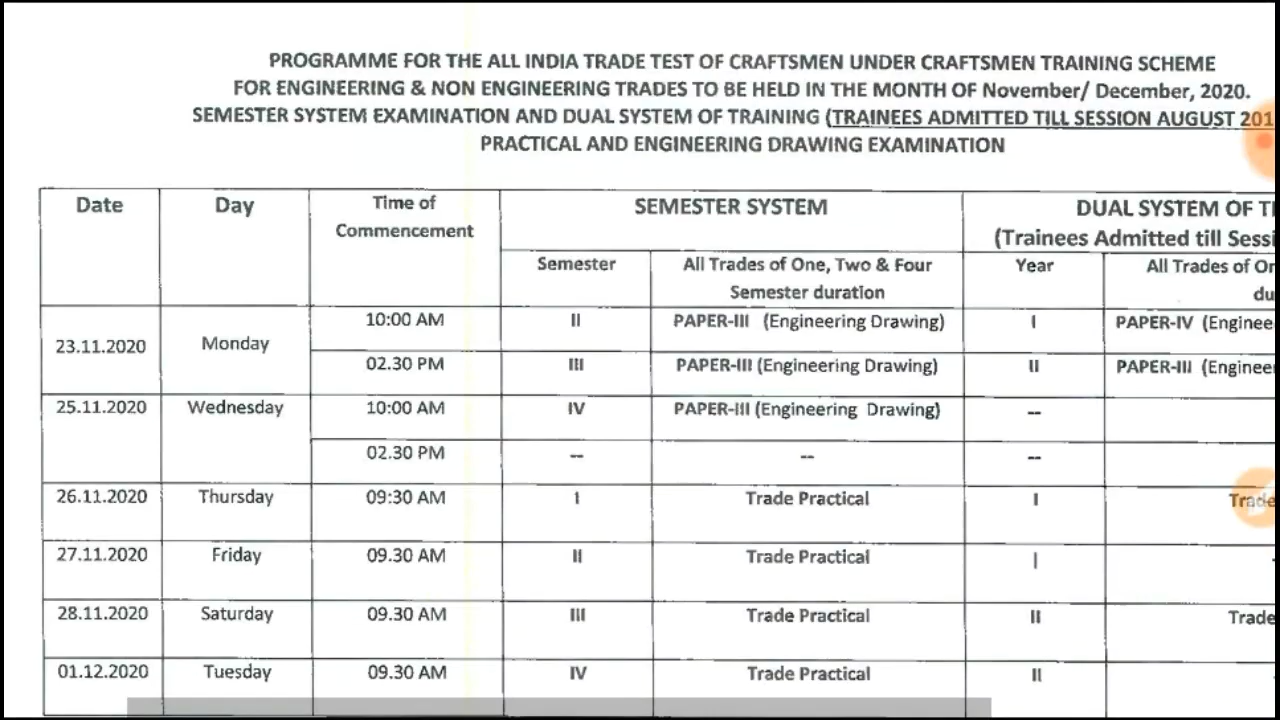 PROGRAMME FOR THE ALL INDIA TRADE TEST OF CRAFTSMEN UNDER CRAFTSMEN TRAINING SCHEME
FOR ENGINEERING & NON ENGINEERING TRADES TO BE HELD IN THE MONTH OF November/ December, 2020.
SEMESTER SYSTEM EXAMINATION AND DUAL SYSTEM OF TRAINING (TRAINEES ADMITTED TILL SESSION AUGUST
PRACTICAL AND ENGINEERING DRAWING EXAMINATION
Date Day Time of Commencement SEMESTER SYSTEM DUAL SYSTEM OF
(Trainees Admitted till
Semester All Trades of One, Two & Four Semester duration Year All Trades of
23.11.2020 Monday 10:00 AM II PAPER-III (Engineering Drawing) I PAPER-IV
02.30 PM III PAPER-III (Engineering Drawing) II PAPER-III
25.11.2020 Wednesday 10:00 AM IV PAPER-III (Engineering Drawing) --
02.30 PM -- -- --
26.11.2020 Thursday 09:30 AM I Trade Practical I Trade
27.11.2020 Friday 09.30 AM II Trade Practical I
28.11.2020 Saturday 09.30 AM III Trade Practical II Trade
01.12.2020 Tuesday 09.30 AM IV Trade Practical II